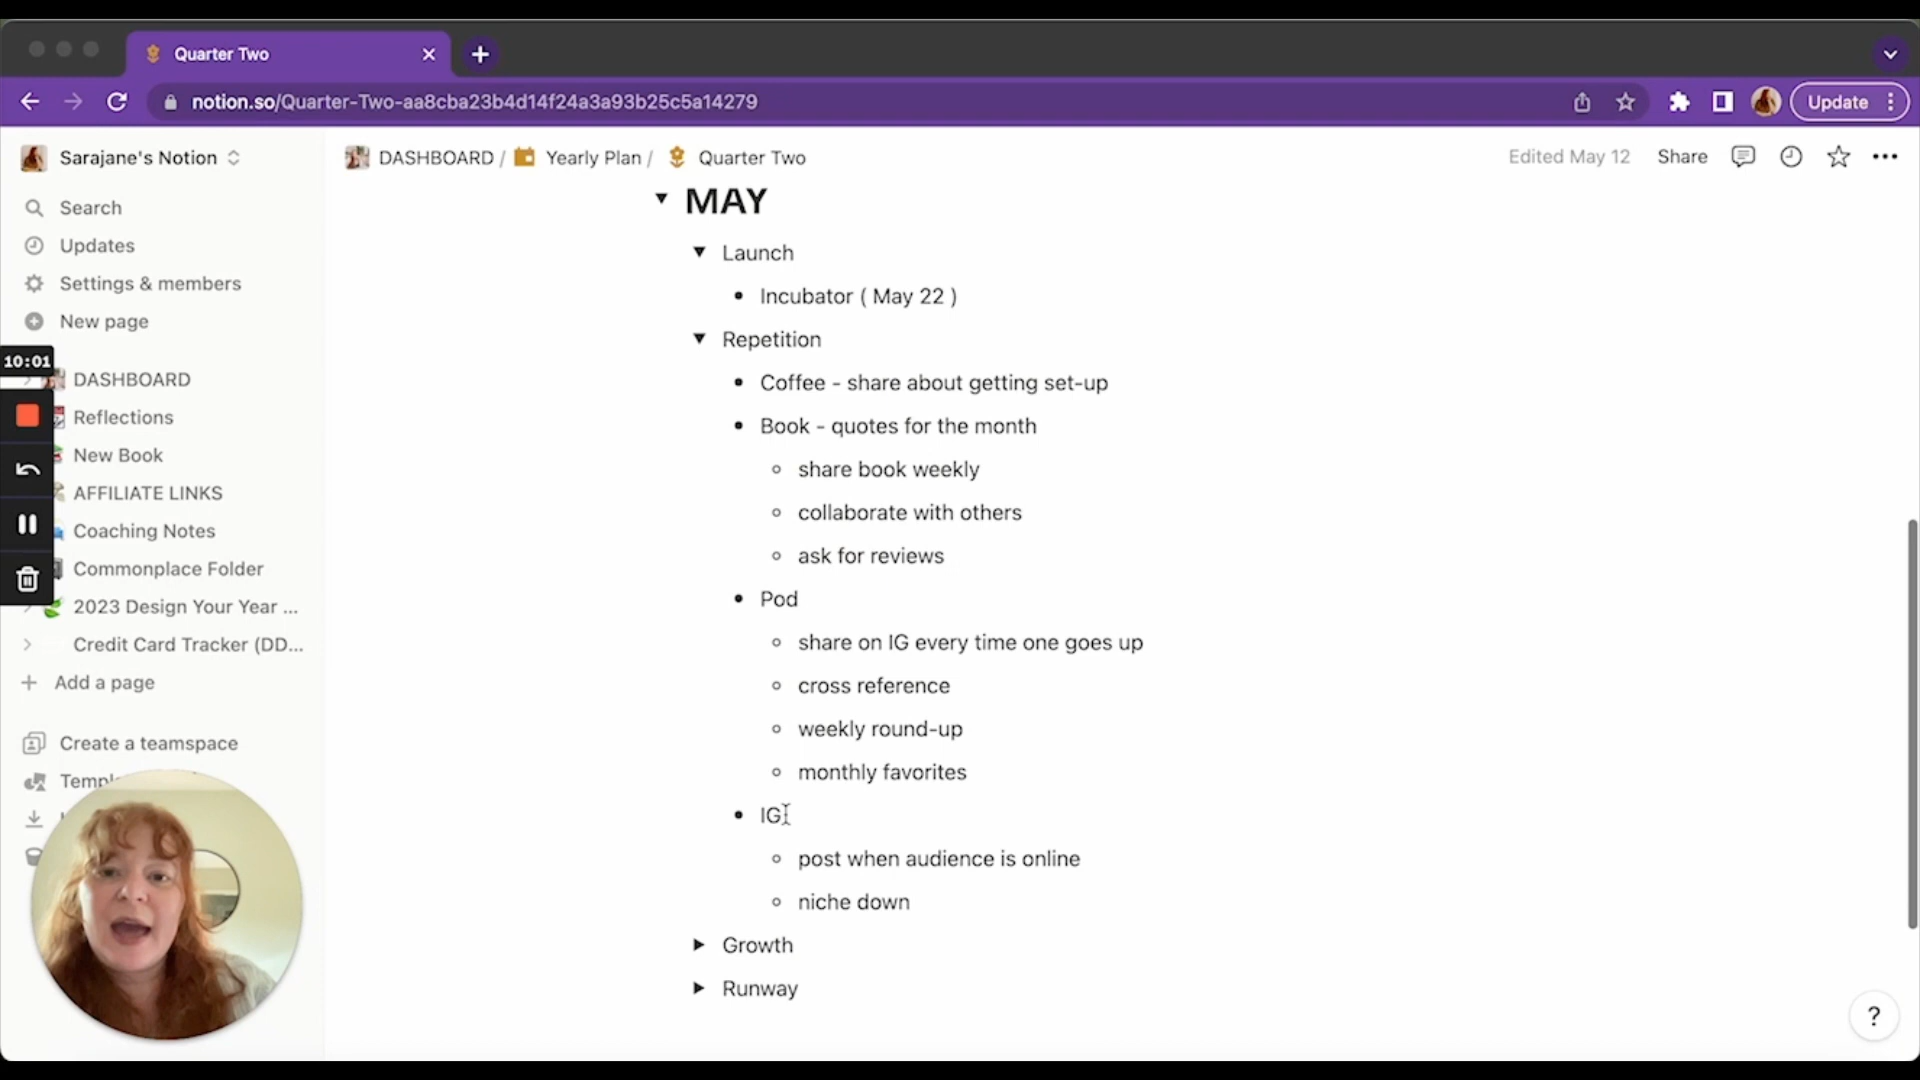 Quarter Two
notion.so/Quarter-Two-aa8cba23b4d14f24a3a93b25c5a14279
Update
Sarajane's Notion
DASHBOARD / Yearly Plan / Quarter Two
Edited May 12
Share
Search
Updates
Settings & members
New page
10:01
DASHBOARD
Reflections
New Book
AFFILIATE LINKS
Coaching Notes
Commonplace Folder
2023 Design Your Year ...
Credit Card Tracker (DD...
Add a page
Create a teamspace
Templ
MAY
Launch
Incubator ( May 22 )
Repetition
Coffee - share about getting set-up
Book - quotes for the month
share book weekly
collaborate with others
ask for reviews
Pod
share on IG every time one goes up
cross reference
weekly round-up
monthly favorites
IG
post when audience is online
niche down
Growth
Runway
?